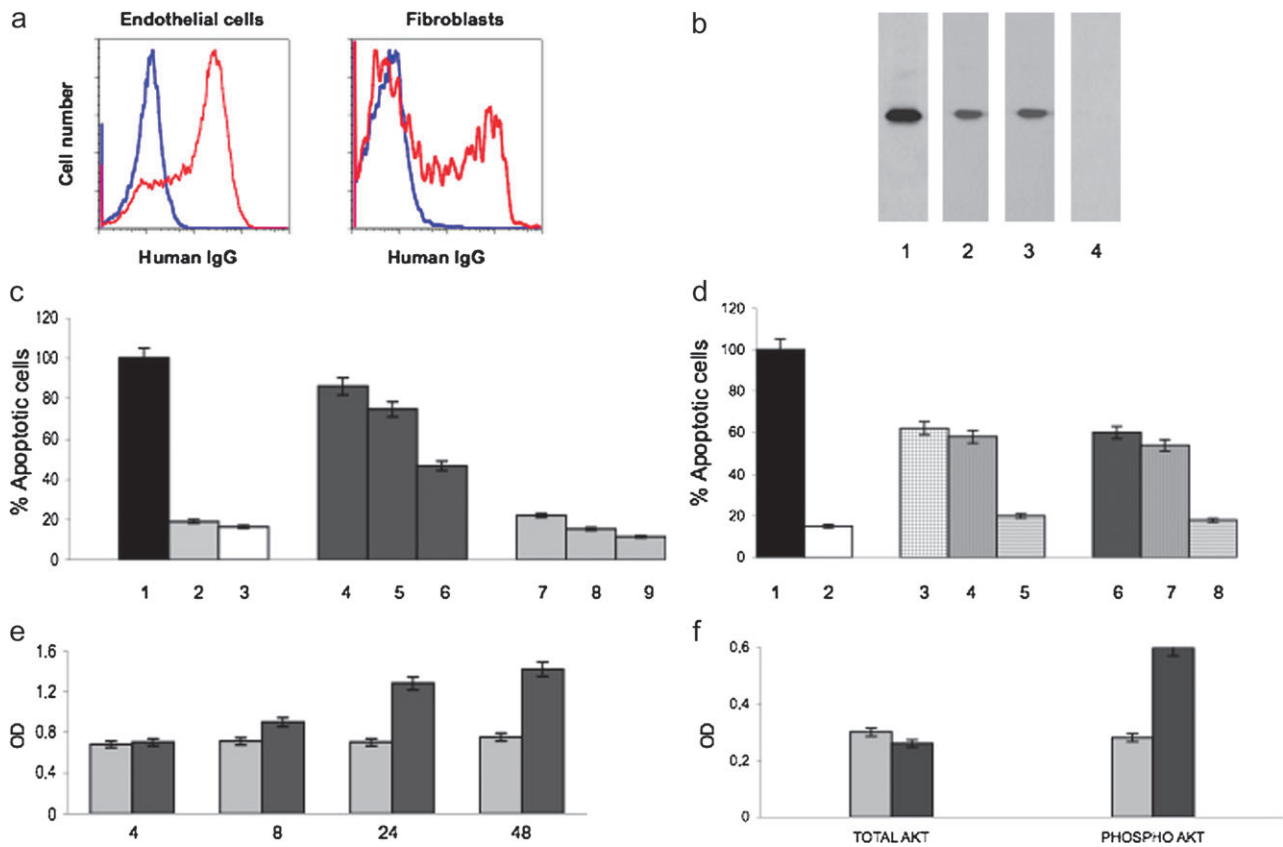 a
Endothelial cells
Fibroblasts
Cell number
Human IgG
Human IgG
b
1 2 3 4
c
% Apoptotic cells
120
100
80
60
40
20
0
1 2 3 4 5 6 7 8 9
d
% Apoptotic cells
120
100
80
60
40
20
0
1 2 3 4 5 6 7 8
e
OD
1.6
1.2
0.8
0.4
0
4 8 24 48
f
OD
0.6
0.4
0.2
0
TOTAL AKT PHOSPHO AKT